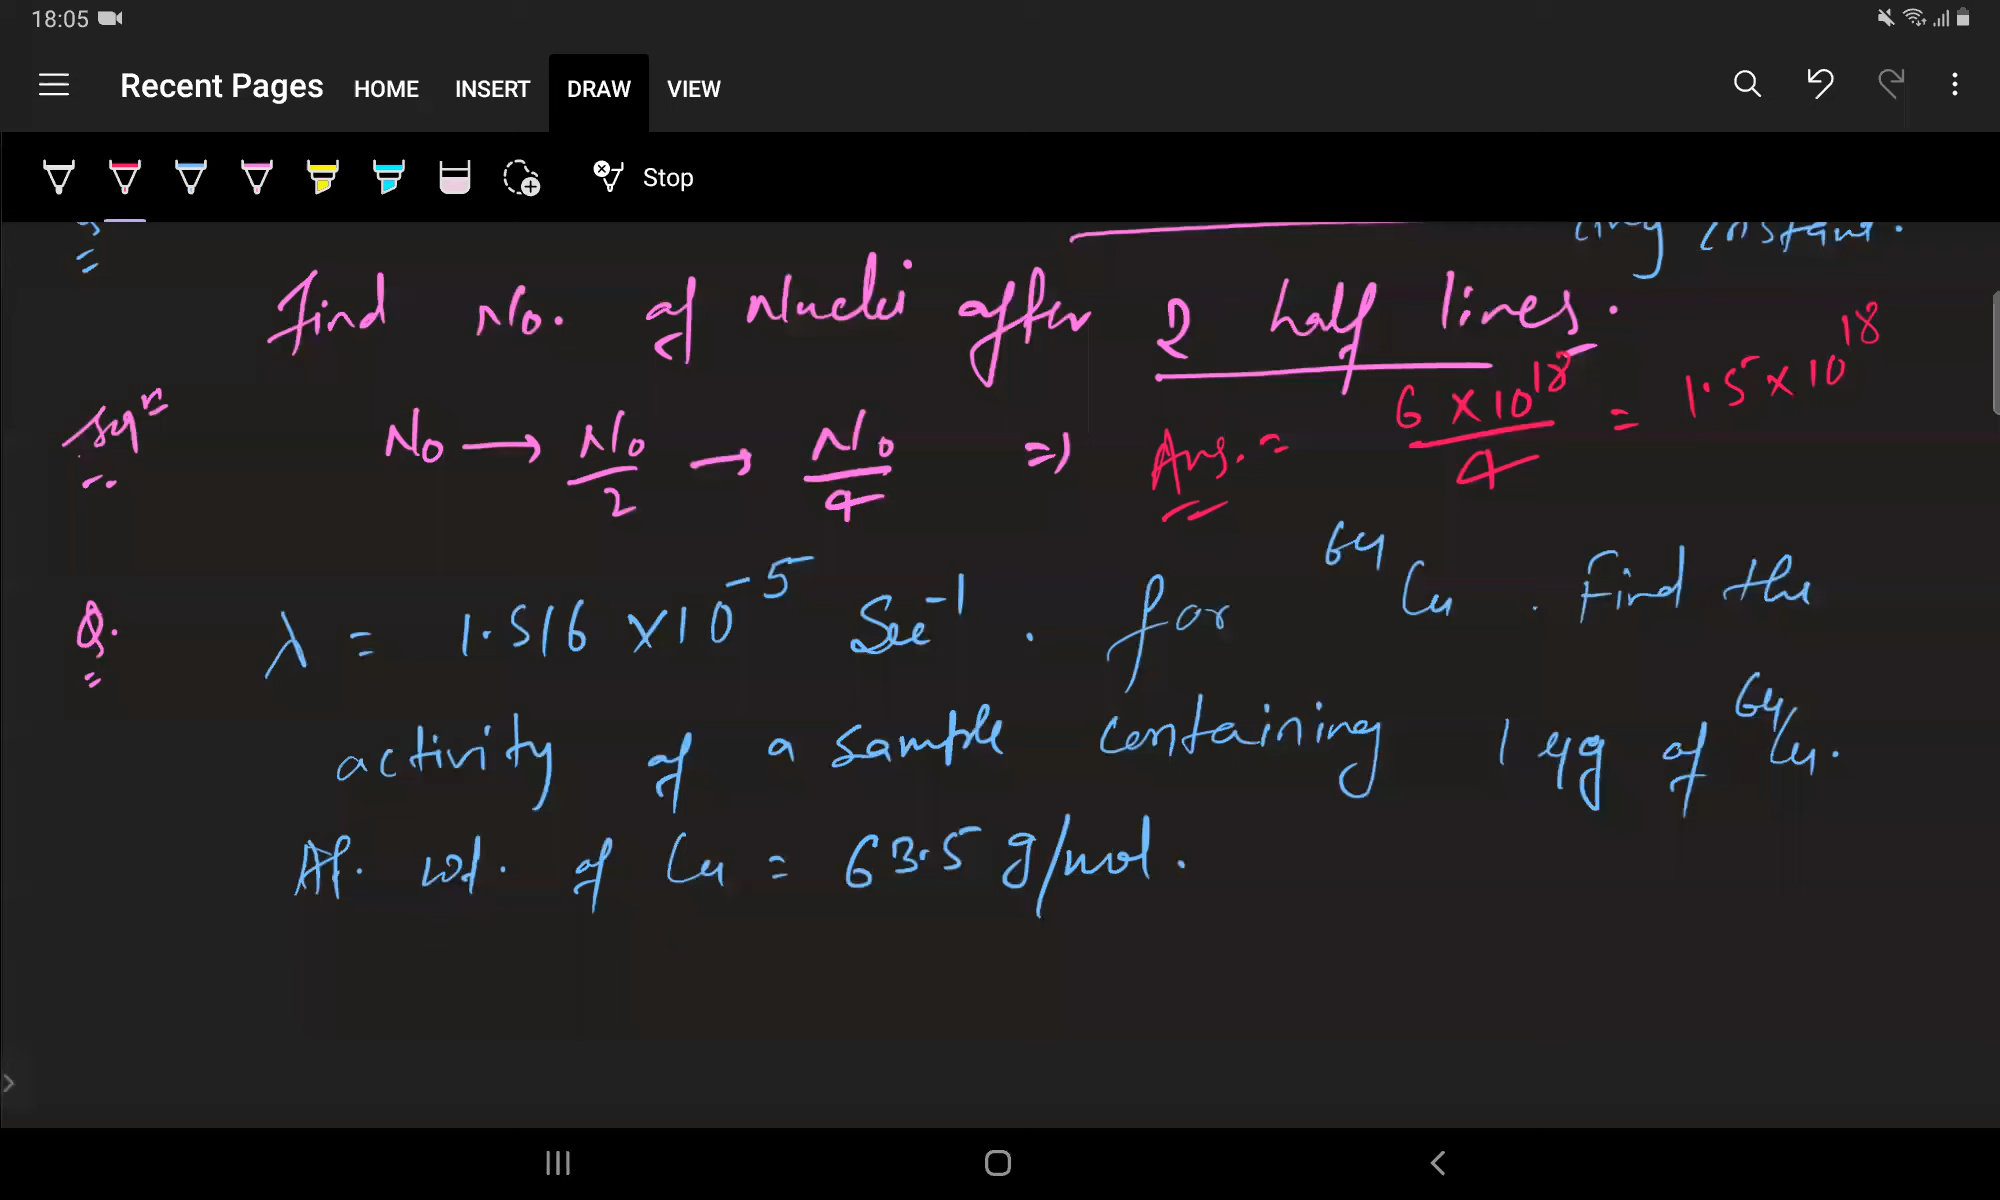 18:05
Recent Pages HOME INSERT DRAW VIEW
Stop
constant.
Find No. of Nuclei after 2 half lives.
Sol^n No → No/2 → No/4 => Ans. = 6 × 10^18 / 4 = 1.5 × 10^18
Q. λ = 1.516 × 10^-5 Sec^-1 . for ^64Cu . Find the
activity of a sample containing 1 μg of ^64Cu.
At. wt. of Cu = 63.5 g/mol.